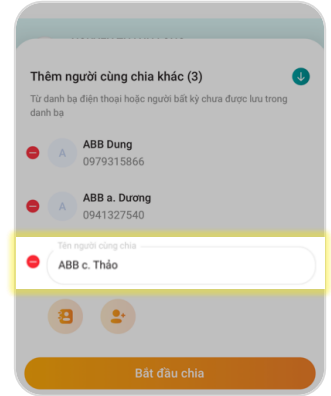 Thêm người cùng chia khác (3)
Từ danh bạ điện thoại hoặc người bất kỳ chưa được lưu trong
danh bạ
A
ABB Dung
0979315866
A
ABB a. Dương
0941327540
Tên người cùng chia
ABB c. Thảo
Bắt đầu chia